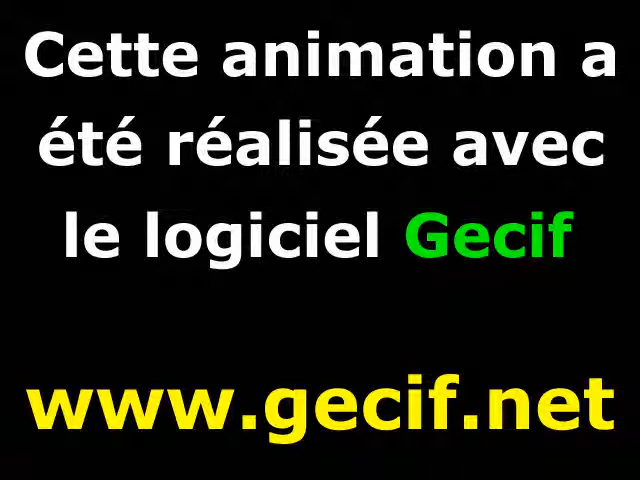 Cette animation a
été réalisée avec
le logiciel Gecif
www.gecif.net